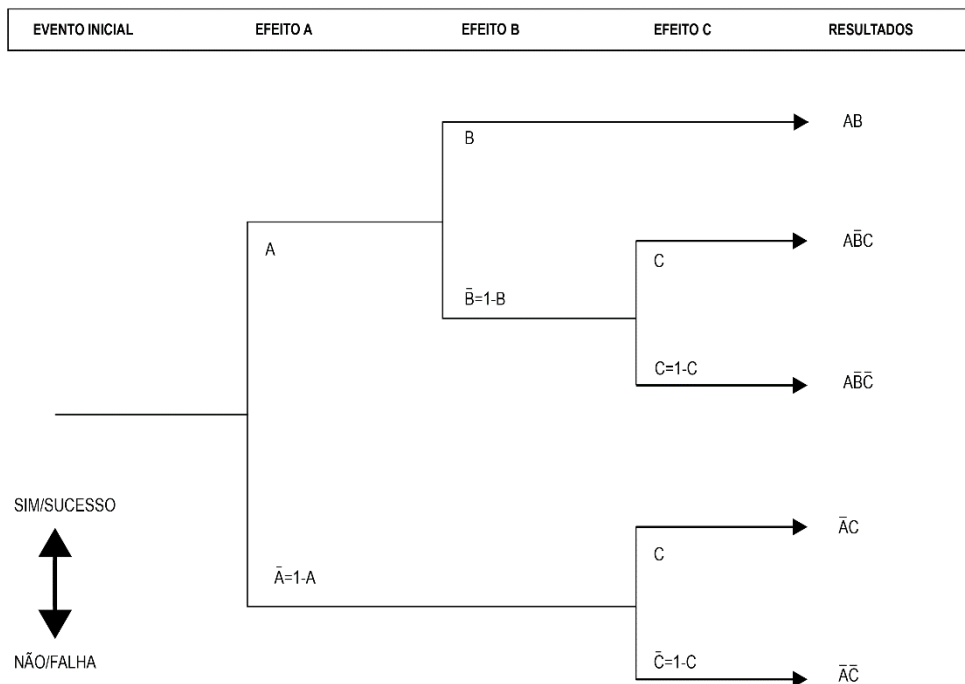 EVENTO INICIAL EFEITO A EFEITO B EFEITO C RESULTADOS
AB
B
A
AB̄C
C
B̄=1-B
C=1-C
AB̄C̄
SIM/SUCESSO
ĀC
C
Ā=1-A
NÃO/FALHA
C̄=1-C
ĀC̄